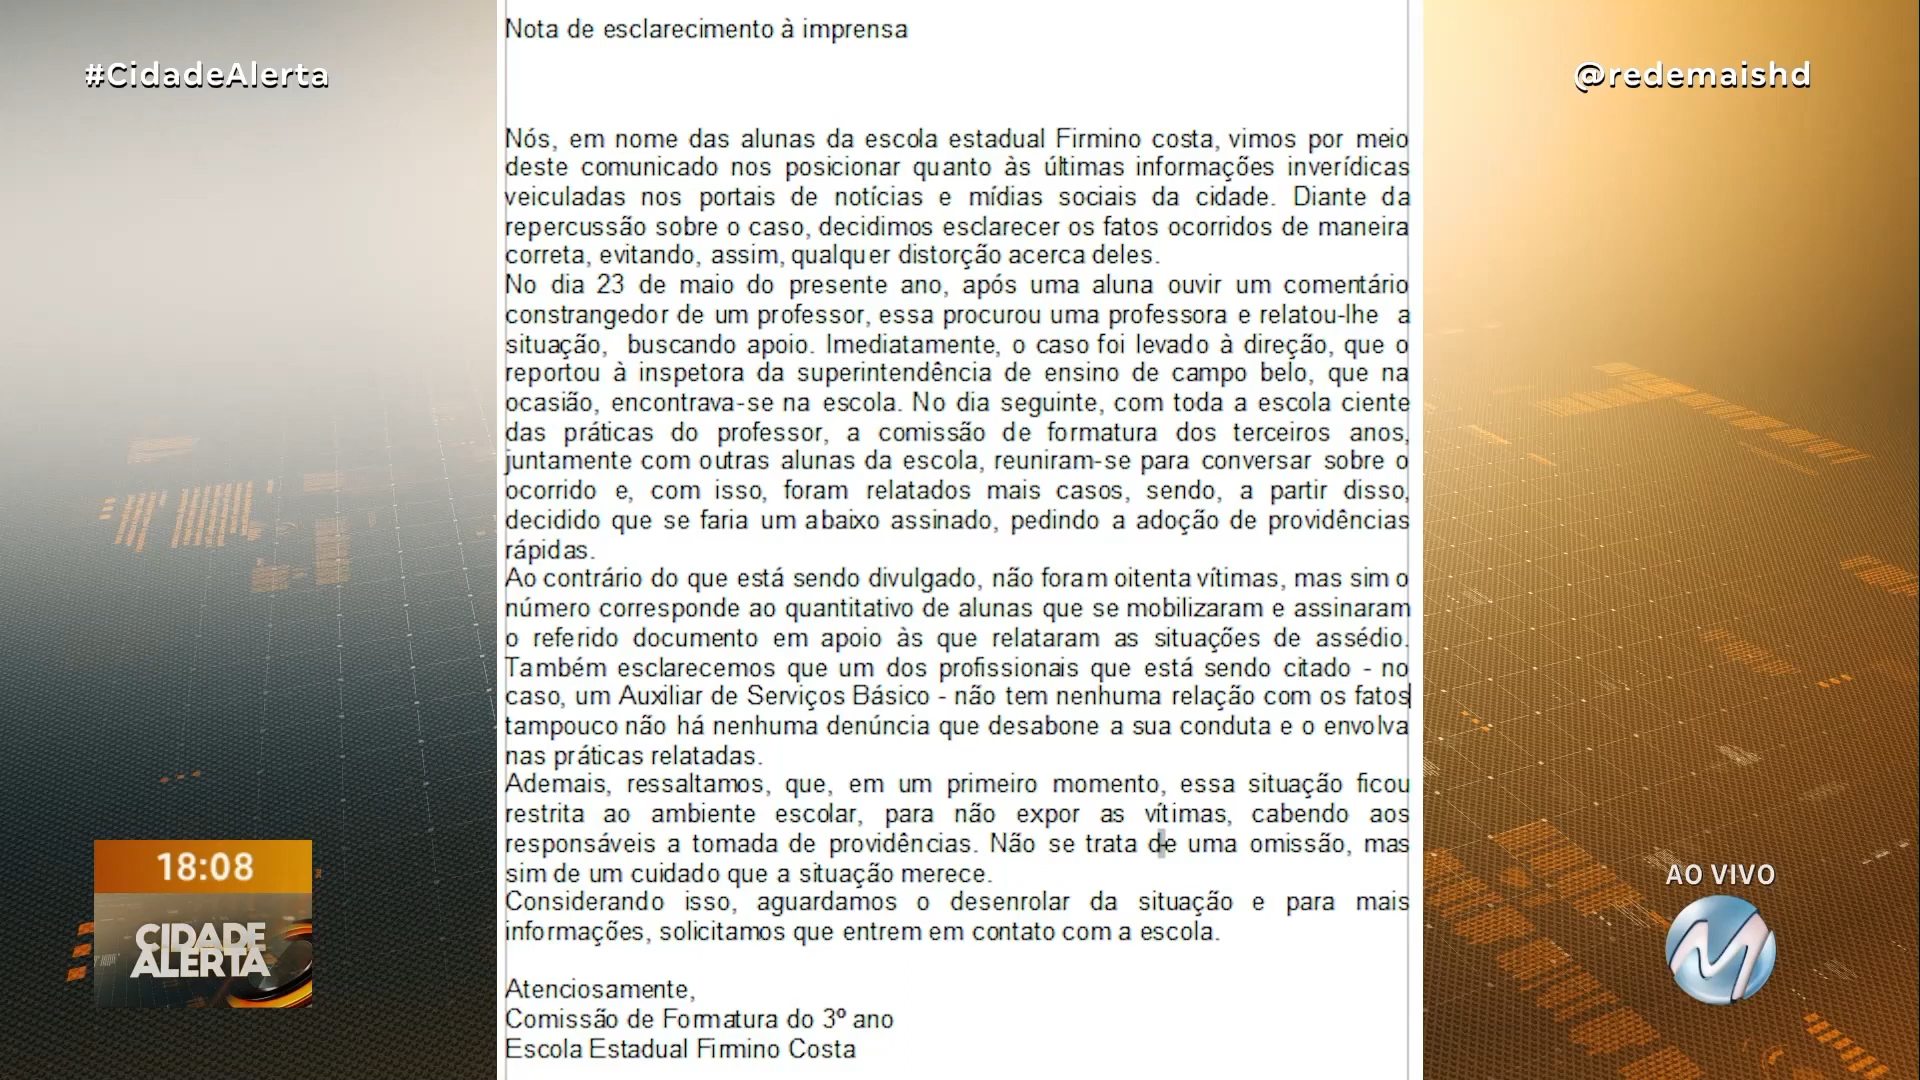 Nota de esclarecimento à imprensa
#CidadeAlerta
@redemaishd
Nós, em nome das alunas da escola estadual Firmino costa, vimos por meio
deste comunicado nos posicionar quanto às últimas informações inverídicas
veiculadas nos portais de notícias e mídias sociais da cidade. Diante da
repercussão sobre o caso, decidimos esclarecer os fatos ocorridos de maneira
correta, evitando, assim, qualquer distorção acerca deles.
No dia 23 de maio do presente ano, após uma aluna ouvir um comentário
constrangedor de um professor, essa procurou uma professora e relatou-lhe a
situação, buscando apoio. Imediatamente, o caso foi levado à direção, que o
reportou à inspetora da superintendência de ensino de campo belo, que na
ocasião, encontrava-se na escola. No dia seguinte, com toda a escola ciente
das práticas do professor, a comissão de formatura dos terceiros anos,
juntamente com outras alunas da escola, reuniram-se para conversar sobre o
ocorrido e, com isso, foram relatados mais casos, sendo, a partir disso,
decidido que se faria um abaixo assinado, pedindo a adoção de providências
rápidas.
Ao contrário do que está sendo divulgado, não foram oitenta vítimas, mas sim o
número corresponde ao quantitativo de alunas que se mobilizaram e assinaram
o referido documento em apoio às que relataram as situações de assédio.
Também esclarecemos que um dos profissionais que está sendo citado - no
caso, um Auxiliar de Serviços Básico - não tem nenhuma relação com os fatos
tampouco não há nenhuma denúncia que desabone a sua conduta e o envolva
nas práticas relatadas.
Ademais, ressaltamos, que, em um primeiro momento, essa situação ficou
restrita ao ambiente escolar, para não expor as vítimas, cabendo aos
responsáveis a tomada de providências. Não se trata de uma omissão, mas
sim de um cuidado que a situação merece.
Considerando isso, aguardamos o desenrolar da situação e para mais
informações, solicitamos que entrem em contato com a escola.
Atenciosamente,
Comissão de Formatura do 3º ano
Escola Estadual Firmino Costa
18:08
CIDADE
ALERTA
AO VIVO
M